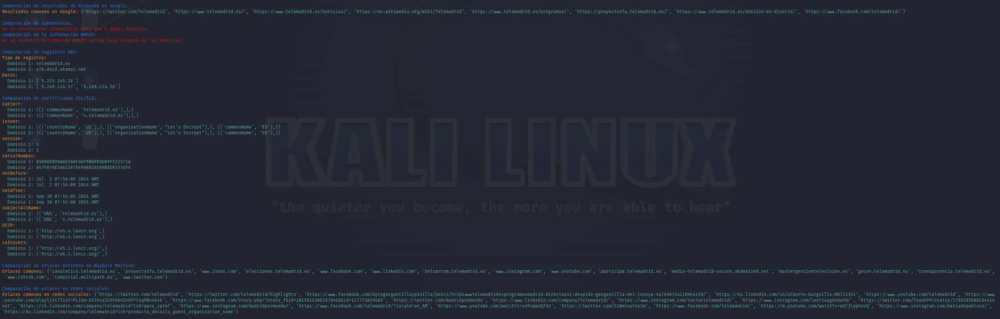 Comparación de resultados de búsqueda en Google:
Resultados comunes en Google: {'https://twitter.com/telemadrid', 'https://www.telemadrid.es/', 'https://www.telemadrid.es/noticias/', 'https://en.wikipedia.org/wiki/Telemadrid', 'https://www.telemadrid.es/programas/', 'https://proyectosfa.telemadrid.es/', 'https://www.telemadrid.es/emision-en-directo/', 'https://www.facebook.com/telemadrid/'}
Comparación de subdominios:
No se encontraron subdominios para uno o ambos dominios.
Comparación de la información WHOIS:
No se encontró información WHOIS válida para ninguno de los dominios.
Comparación de registros DNS:
Tipo de registro:
Dominio 1: telemadrid.es
Dominio 2: a78.dscd.akamai.net
Datos:
Dominio 1: ['5.255.145.26']
Dominio 2: ['5.249.114.57', '5.249.114.56']
Comparación de certificados SSL/TLS:
subject:
Dominio 1: ((('commonName', 'telemadrid.es'),),)
Dominio 2: ((('commonName', '*.telemadrid.es'),),)
issuer:
Dominio 1: ((('countryName', 'US'),), (('organizationName', "Let's Encrypt"),), (('commonName', 'E5'),))
Dominio 2: ((('countryName', 'US'),), (('organizationName', "Let's Encrypt"),), (('commonName', 'E6'),))
version:
Dominio 1: 3
Dominio 2: 3
serialNumber:
Dominio 1: 03698EBD9A8658AF46F5B89EDD09F522571A
Dominio 2: 047F878E3A621876699881E689B8D93336F4
notBefore:
Dominio 1: Jul  2 07:56:06 2024 GMT
Dominio 2: Jul  2 07:54:09 2024 GMT
notAfter:
Dominio 1: Sep 30 07:56:05 2024 GMT
Dominio 2: Sep 30 07:54:08 2024 GMT
subjectAltName:
Dominio 1: (('DNS', 'telemadrid.es'),)
Dominio 2: (('DNS', '*.telemadrid.es'),)
OCSP:
Dominio 1: ('http://e5.o.lencr.org',)
Dominio 2: ('http://e6.o.lencr.org',)
caIssuers:
Dominio 1: ('http://e5.i.lencr.org/',)
Dominio 2: ('http://e6.i.lencr.org/',)
KALI LINUX
"the quieter you become, the more you are able to hear"
Comparación de enlaces externos en Wayback Machine:
Enlaces comunes: {'canaletico.telemadrid.es', 'proyectosfa.telemadrid.es', 'www.ivoox.com', 'elecciones.telemadrid.es', 'www.facebook.com', 'www.linkedin.com', 'bolsartvm.telemadrid.es', 'www.instagram.com', 'www.youtube.com', 'participa.telemadrid.es', 'media-telemadrid-secure.akamaized.net', 'mastergestiontelevision.es', 'gecon.telemadrid.es', 'transparencia.telemadrid.es',
'www.tiktok.com', 'comercial.multipark.es', 'www.twitter.com'}
Comparación de enlaces en redes sociales:
Enlaces comunes en redes sociales: {'https://twitter.com/telemadrid', 'https://twitter.com/telemadrid/highlights', 'https://www.facebook.com/Aytogargantillaypinilla/posts/httpswwwtelemadridesprogramasmadrid-directoasi-despide-gargantilla-del-lozoya-su/698714218964159/', 'https://es.linkedin.com/in/alberto-burguillo-0b713351', 'https://www.youtube.com/telemadrid', 'https://www
.youtube.com/playlist?list=PLiXm-KS76nsSS9VkKnZVOP7VsqPBo4k4k', 'https://www.facebook.com/story.php/?story_fbid=1015816306197946&id=117773029465', 'https://twitter.com/madridpormundo', 'https://www.linkedin.com/company/telemadrid/', 'https://www.instagram.com/toctoctelemadrid/', 'https://www.instagram.com/laotraagendatm/', 'https://twitter.com/TonoEPP/status/1785385600184414
445', 'https://ch.linkedin.com/company/telemadrid?trk=ppro_cprof', 'https://www.instagram.com/madridpormundo/', 'https://www.facebook.com/telemadrid/?locale=ar_AR', 'https://www.youtube.com/watch?v=znPvpwUQfXU', 'https://twitter.com/120minutostm', 'https://www.facebook.com/telemadrid/', 'https://m.youtube.com/watch?v=eGfJlypXoVQ', 'https://www.instagram.com/mariadepabloss/',
'https://hu.linkedin.com/company/telemadrid?trk=products_details_guest_organization_name'}